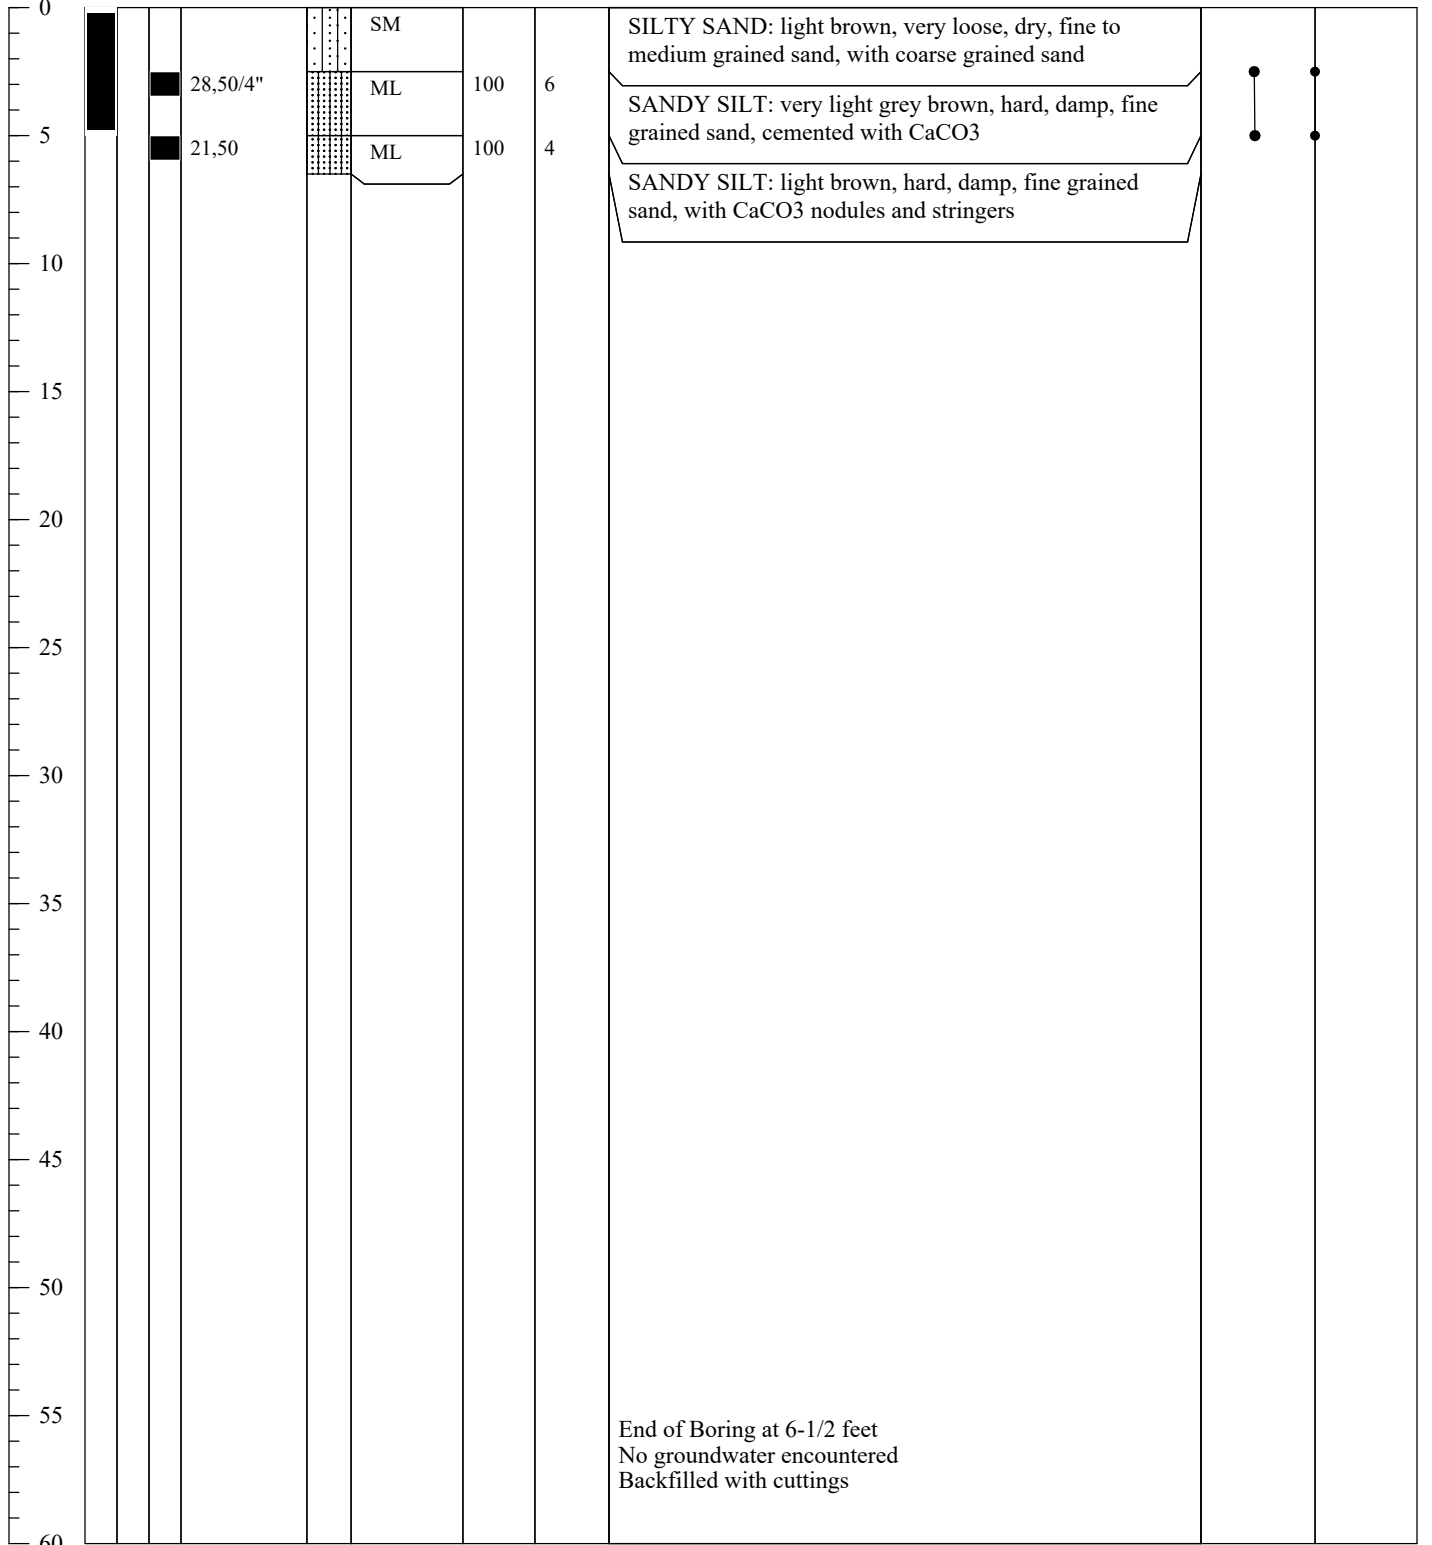 0
SM
SILTY SAND: light brown, very loose, dry, fine to
medium grained sand, with coarse grained sand
28,50/4"
ML
100
6
SANDY SILT: very light grey brown, hard, damp, fine
grained sand, cemented with CaCO3
5
21,50
ML
100
4
SANDY SILT: light brown, hard, damp, fine grained
sand, with CaCO3 nodules and stringers
10
15
20
25
30
35
40
45
50
55
End of Boring at 6-1/2 feet
No groundwater encountered
Backfilled with cuttings
60